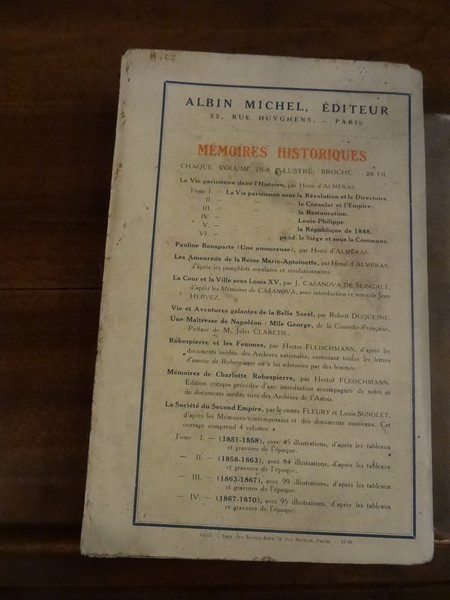 ALBIN MICHEL, ÉDITEUR
22, RUE HUYGHENS, – PARIS
MÉMOIRES HISTORIQUES
CHAQUE VOLUME IN-8 ILLUSTRÉ, BROCHÉ 20 FR.
La Vie parisienne dans l'Histoire, par Henri d'ALMÉRAS.
Tome I. — La Vie parisienne sous la Révolution et le Directoire.
II — — — le Consulat et l'Empire.
III. — — — la Restauration.
IV. — — — Louis-Philippe.
V. — — — la République de 1848.
VI. — — pend. le Siège et sous la Commune.
Pauline Bonaparte (Une amoureuse), par Henri d'ALMÉRAS.
Les Amoureux de la Reine Marie-Antoinette, par Henri d'ALMÉRAS,
d'après les pamphlets royalistes et révolutionnaires.
La Cour et la Ville sous Louis XV, par J. CASANOVA DE SEINGALT,
d'après les Mémoires de CASANOVA, avec introduction et notes de Jean
HERVEZ.
Vie et Aventures galantes de la Belle Sorel, par Robert DUQUESNE.
Une Maîtresse de Napoléon : Mlle George, de la Comédie-Française,
Préface de M. Jules CLARETIE.
Robespierre et les Femmes, par Hector FLEISCHMANN, d'après les
documents inédits des Archives nationales, contenant toutes les lettres
d'amour de Robespierre ou à lui adressées par des femmes.
Mémoires de Charlotte Robespierre, par Hector FLEISCHMANN.
Edition critique précédée d'une introduction accompagnée de notes et
de documents inédits tirés des Archives de l'Artois.
La Société du Second Empire, par le comte FLEURY et Louis SONOLET,
d'après les Mémoires contemporains et des documents nouveaux. Cet
ouvrage comprend 4 volumes :
Tome I. — (1851-1858), avec 45 illustrations, d'après les tableaux
et gravures de l'époque.
— II. — (1858-1863), avec 84 illustrations, d'après les tableaux
et gravures de l'époque.
— III. — (1863-1867), avec 99 illustrations, d'après les tableaux
et gravures de l'époque.
— IV. — (1867-1870), avec 95 illustrations, d'après les tableaux
et gravures de l'époque.
Imp. des Beaux-Arts, Paris. —